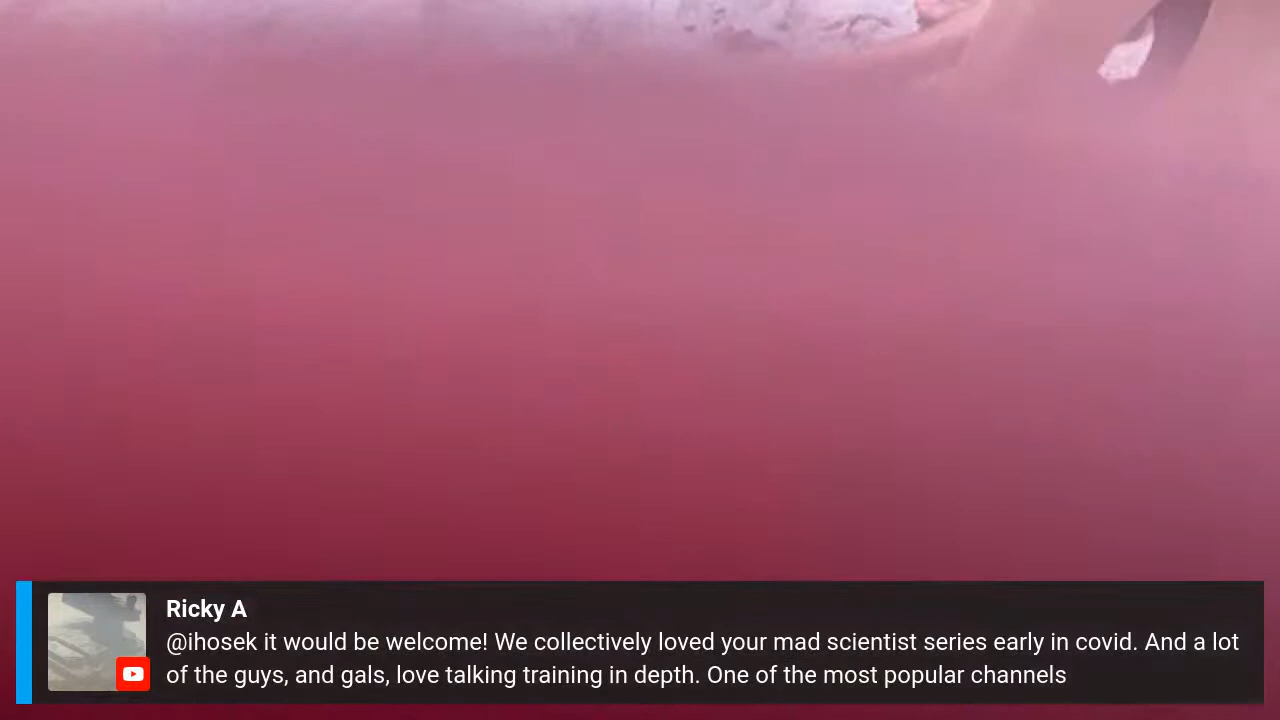 Ricky A
@ihosek it would be welcome! We collectively loved your mad scientist series early in covid. And a lot
of the guys, and gals, love talking training in depth. One of the most popular channels